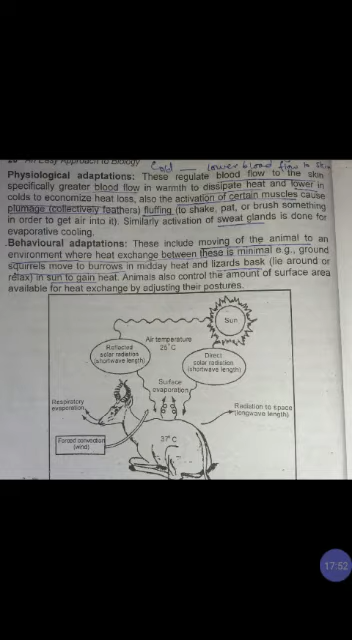 An Easy Approach to Biology
Cold lower blood flow in skin
Physiological adaptations: These regulate blood flow to the skin
specifically greater blood flow in warmth to dissipate heat and lower in
colds to economize heat loss, also the activation of certain muscles cause
plumage (collectively feathers) fluffing (to shake, pat, or brush something
in order to get air into it). Similarly activation of sweat glands is done for
evaporative cooling.
Behavioural adaptations: These include moving of the animal to an
environment where heat exchange between these is minimal e.g., ground
squirrels move to burrows in midday heat and lizards bask (lie around or
relax) in sun to gain heat. Animals also control the amount of surface area
available for heat exchange by adjusting their postures.
Sun
Air temperature
25°C
Reflected
solar radiation
(shortwave length)
Direct
solar radiation
(shortwave length)
Surface
evaporation
Respiratory
evaporation
Radiation to space
(longwave length)
Forced convection
(wind)
37°C
17:52